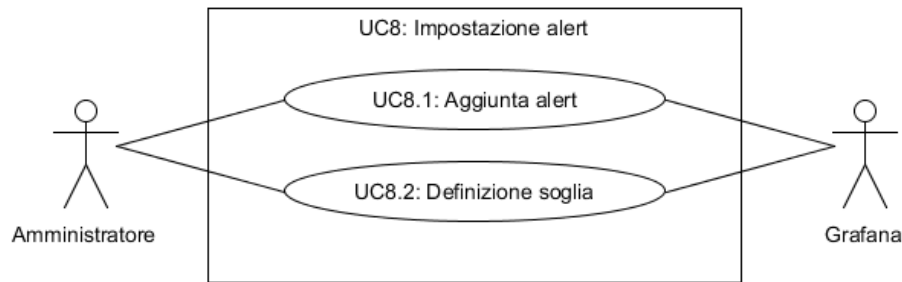 UC8: Impostazione alert
UC8.1: Aggiunta alert
UC8.2: Definizione soglia
Amministratore
Grafana